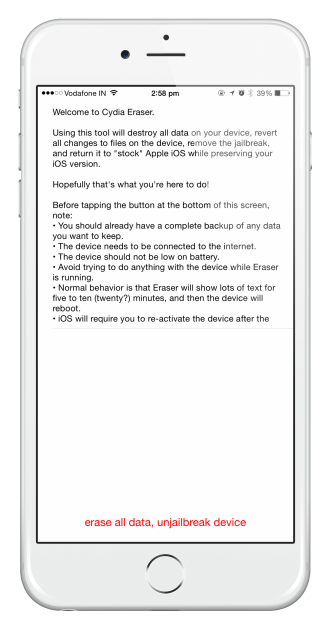 Vodafone IN 2:58 pm 39%
Welcome to Cydia Eraser.
Using this tool will destroy all data on your device, revert
all changes to files on the device, remove the jailbreak,
and return it to "stock" Apple iOS while preserving your
iOS version.
Hopefully that's what you're here to do!
Before tapping the button at the bottom of this screen,
note:
• You should already have a complete backup of any data
you want to keep.
• The device needs to be connected to the internet.
• The device should not be low on battery.
• Avoid trying to do anything with the device while Eraser
is running.
• Normal behavior is that Eraser will show lots of text for
five to ten (twenty?) minutes, and then the device will
reboot.
• iOS will require you to re-activate the device after the
erase all data, unjailbreak device